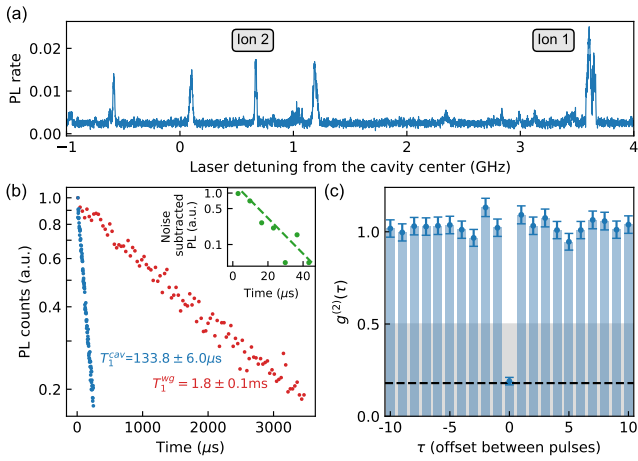 (a)
Ion 2
Ion 1
PL rate
0.02
0.01
0.00
-1
0
1
2
3
4
Laser detuning from the cavity center (GHz)
(b)
PL counts (a.u.)
1.0
0.8
0.6
0.4
0.2
Noise
subtracted
PL (a.u.)
1.0
0.5
0.1
0
20
40
Time (μs)
T₁ᶜᵃᵛ=133.8 ± 6.0μs
T₁ʷᵍ = 1.8 ± 0.1ms
0
1000
2000
3000
Time (μs)
(c)
g⁽²⁾(τ)
1.0
0.5
0.0
-10
-5
0
5
10
τ (offset between pulses)